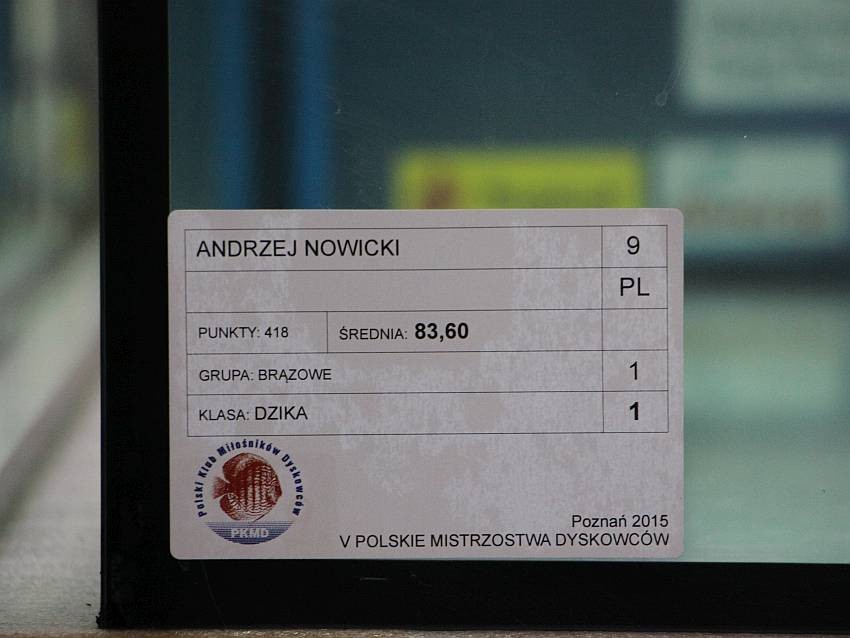 ANDRZEJ NOWICKI 9
PL
PUNKTY: 418 ŚREDNIA: 83,60
GRUPA: BRĄZOWE 1
KLASA: DZIKA 1
Polski Klub Miłośników Dyskowców
PKMD
Poznań 2015
V POLSKIE MISTRZOSTWA DYSKOWCÓW